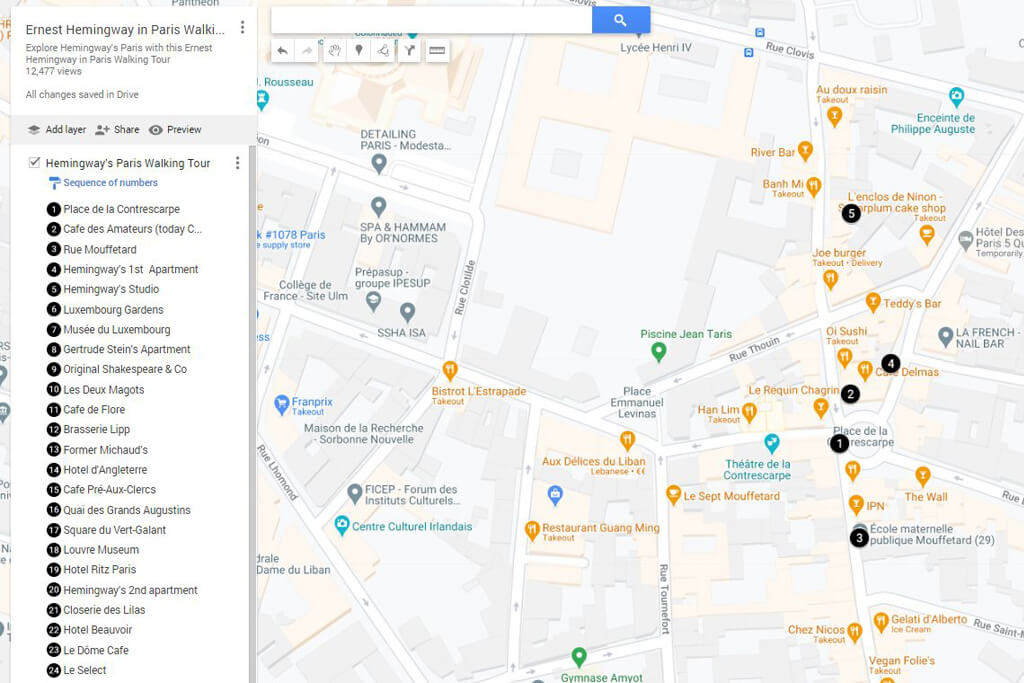 Panthéon
Ernest Hemingway in Paris Walki...
Explore Hemingway's Paris with this Ernest
Hemingway in Paris Walking Tour
12,477 views
All changes saved in Drive
Add layer
Share
Preview
Hemingway's Paris Walking Tour
Sequence of numbers
1 Place de la Contrescarpe
2 Cafe des Amateurs (today C...
3 Rue Mouffetard
4 Hemingway's 1st Apartment
5 Hemingway's Studio
6 Luxembourg Gardens
7 Musée du Luxembourg
8 Gertrude Stein's Apartment
9 Original Shakespeare & Co
10 Les Deux Magots
11 Cafe de Flore
12 Brasserie Lipp
13 Former Michaud's
14 Hotel d'Angleterre
15 Cafe Pré-Aux-Clercs
16 Quai des Grands Augustins
17 Square du Vert-Galant
18 Louvre Museum
19 Hotel Ritz Paris
20 Hemingway's 2nd apartment
21 Closerie des Lilas
22 Hotel Beauvoir
23 Le Dôme Cafe
24 Le Select
Clovis
Lycée Henri IV
Rue Clovis
J. Rousseau
Au doux raisin
Takeout
Enceinte de
Philippe Auguste
DETAILING
PARIS - Modesta...
River Bar
Banh Mi
Takeout
L'enclos de Ninon -
Scorplum cake shop
Takeout
5
k #1078 Paris
e supply store
SPA & HAMMAM
By OR'NORMES
Hôtel Des
Paris 5 Qu
Temporarily
Joe burger
Takeout • Delivery
Collège de
France - Site Ulm
Prépasup -
groupe IPESUP
Rue Clotilde
Teddy's Bar
SSHA ISA
Piscine Jean Taris
Oi Sushi
Takeout
LA FRENCH -
NAIL BAR
Rue Thouin
4
Café Delmas
Bistrot L'Estrapade
Takeout
Place
Emmanuel
Levinas
Le Requin Chagrin
2
Franprix
Takeout
Han Lim
Takeout
Maison de la Recherche
- Sorbonne Nouvelle
Place de la
Contrescarpe
1
Aux Délices du Liban
Lebanese • €€
Théâtre de la
Contrescarpe
Rue Lhomond
FICEP - Forum des
Instituts Culturels...
Le Sept Mouffetard
The Wall
IPN
Centre Culturel Irlandais
Restaurant Guang Ming
Takeout
3
École maternelle
publique Mouffetard (29)
drale
Dame du Liban
Rue Tournefort
Gelati d'Alberto
Ice Cream
Chez Nicos
Takeout
Rue Saint-M
Vegan Folie's
Takeout
Gymnase Amyot